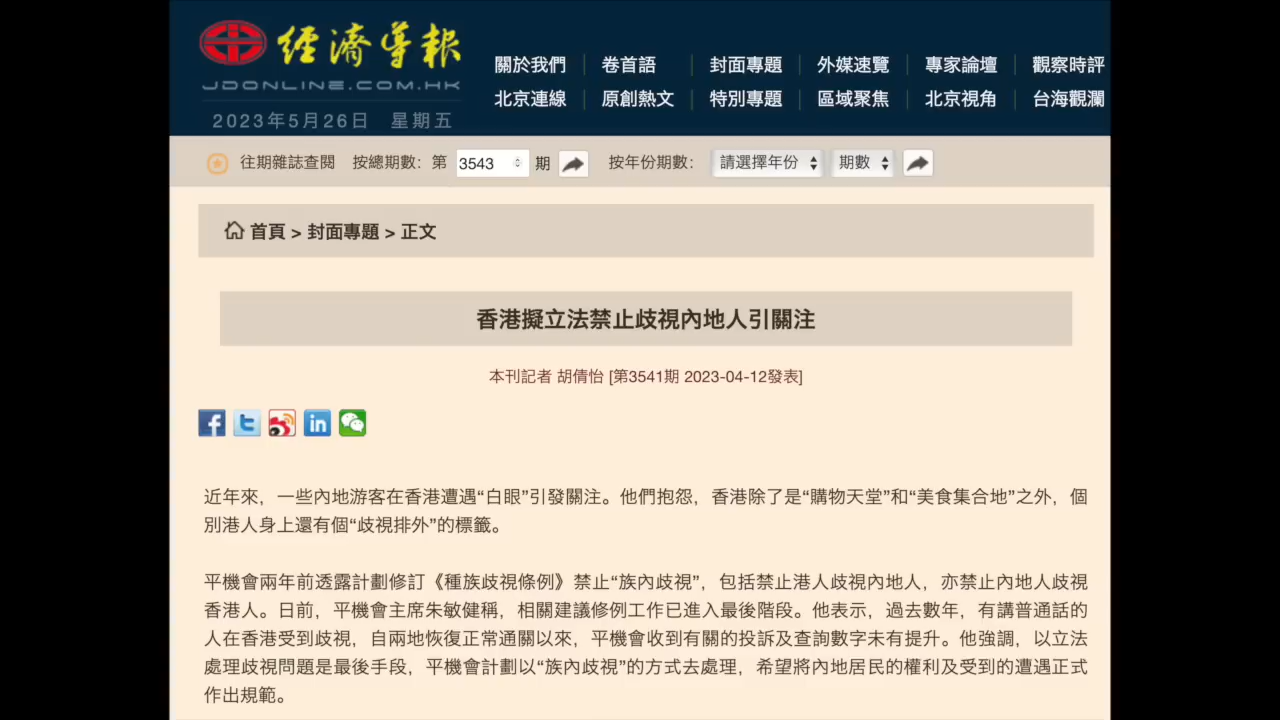 經濟導報
JDONLINE.COM.HK
2023年5月26日 星期五
關於我們 卷首語 封面專題 外媒速覽 專家論壇 觀察時評
北京連線 原創熱文 特別專題 區域聚焦 北京視角 台海觀瀾
往期雜誌查閱 按總期數：第 3543 期 按年份期數： 請選擇年份 期數
首頁 > 封面專題 > 正文
香港擬立法禁止歧視內地人引關注
本刊記者 胡倩怡 [第3541期 2023-04-12發表]
近年來，一些內地游客在香港遭遇“白眼”引發關注。他們抱怨，香港除了是“購物天堂”和“美食集合地”之外，個
別港人身上還有個“歧視排外”的標籤。
平機會兩年前透露計劃修訂《種族歧視條例》禁止“族內歧視”，包括禁止港人歧視內地人，亦禁止內地人歧視
香港人。日前，平機會主席朱敏健稱，相關建議修例工作已進入最後階段。他表示，過去數年，有講普通話的
人在香港受到歧視，自兩地恢復正常通關以來，平機會收到有關的投訴及查詢數字未有提升。他強調，以立法
處理歧視問題是最後手段，平機會計劃以“族內歧視”的方式去處理，希望將內地居民的權利及受到的遭遇正式
作出規範。